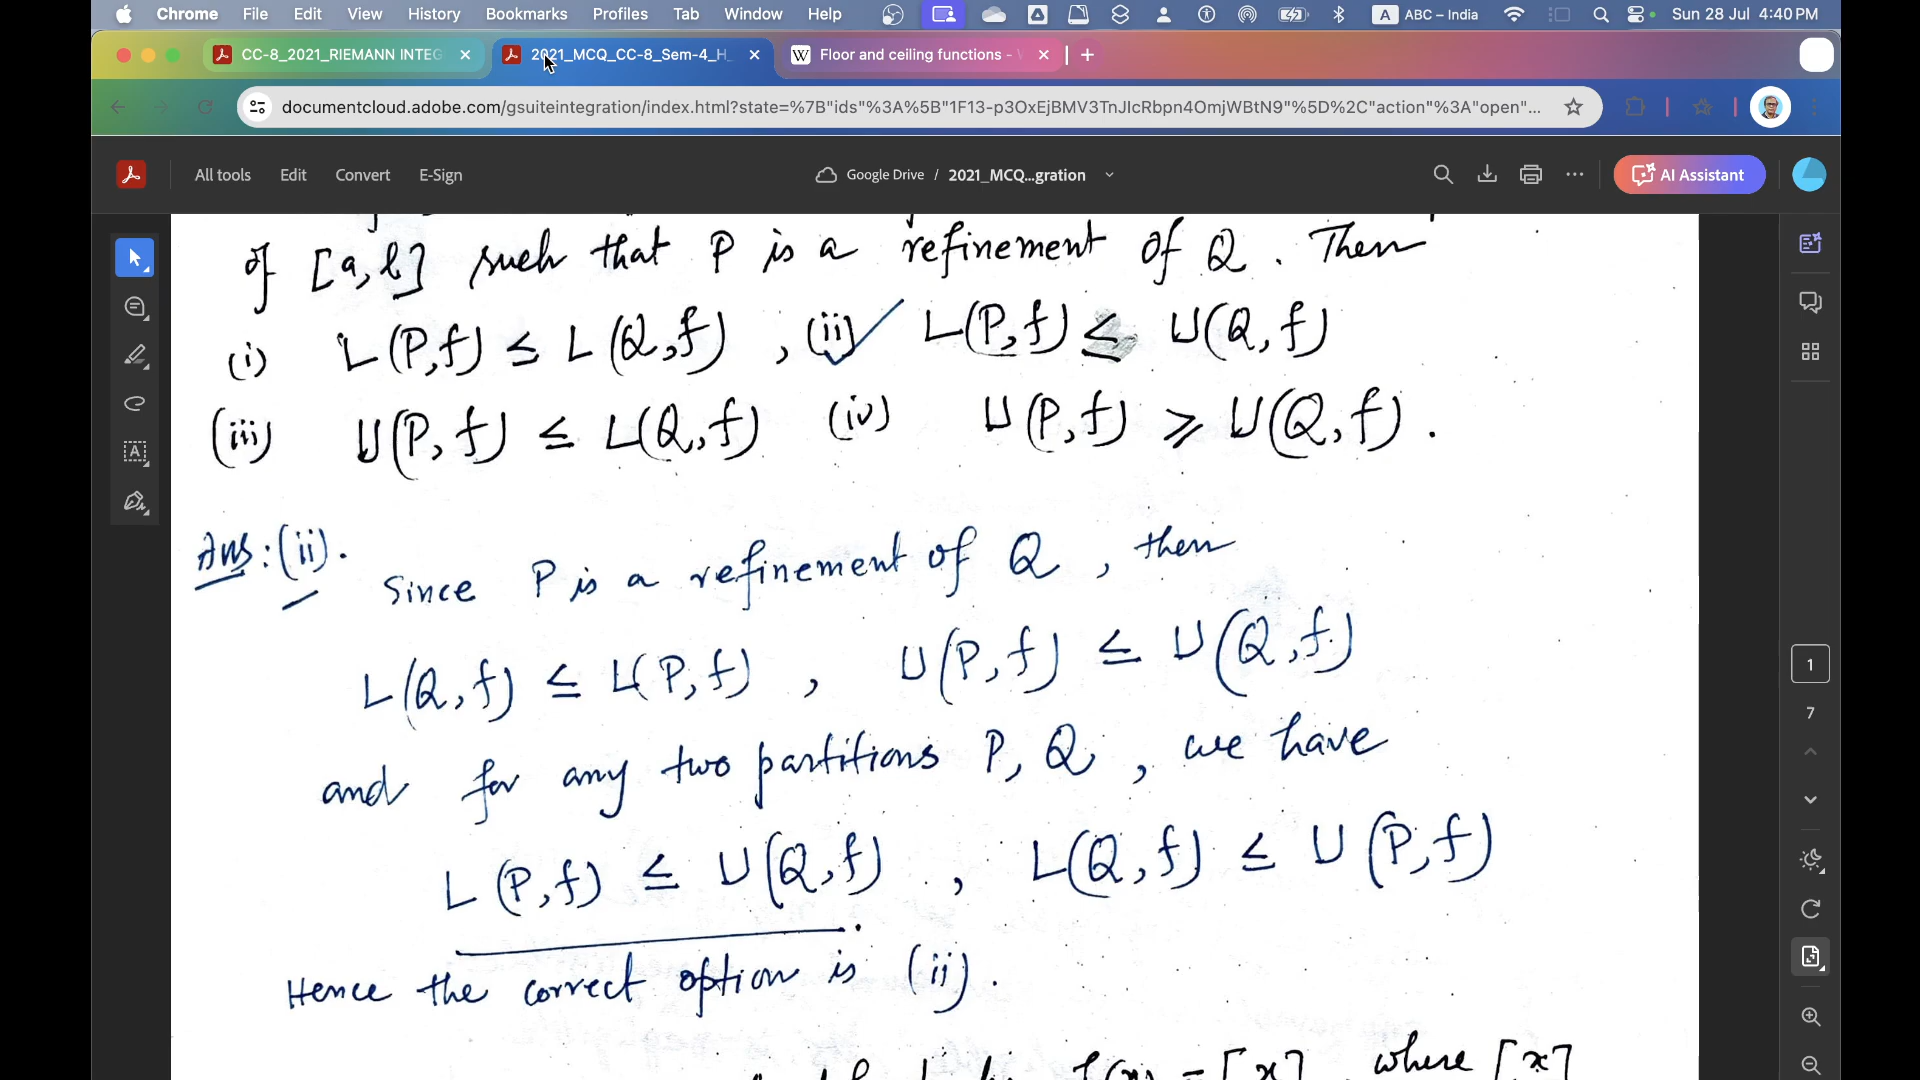 Chrome File Edit View History Bookmarks Profiles Tab Window Help A ABC – India Sun 28 Jul 4:40 PM
CC-8_2021_RIEMANN INTEG 2021_MCQ_CC-8_Sem-4_H_ W Floor and ceiling functions -
documentcloud.adobe.com/gsuiteintegration/index.html?state=%7B"ids"%3A%5B"1F13-p3OxEjBMV3TnJIcRbpn4OmjWBtN9"%5D%2C"action"%3A"open"...
All tools Edit Convert E-Sign Google Drive / 2021_MCQ...gration AI Assistant
of [a,b] such that P is a refinement of Q. Then
(i) L(P,f) ≤ L(Q,f), (ii) L(P,f) ≤ U(Q,f)
(iii) U(P,f) ≤ L(Q,f) (iv) U(P,f) ≥ U(Q,f).
Ans: (ii).
Since P is a refinement of Q, then
L(Q,f) ≤ L(P,f), U(P,f) ≤ U(Q,f)
and for any two partitions P, Q, we have
L(P,f) ≤ U(Q,f), L(Q,f) ≤ U(P,f)
Hence the correct option is (ii).
f(x) = [x], where [x]
1
7